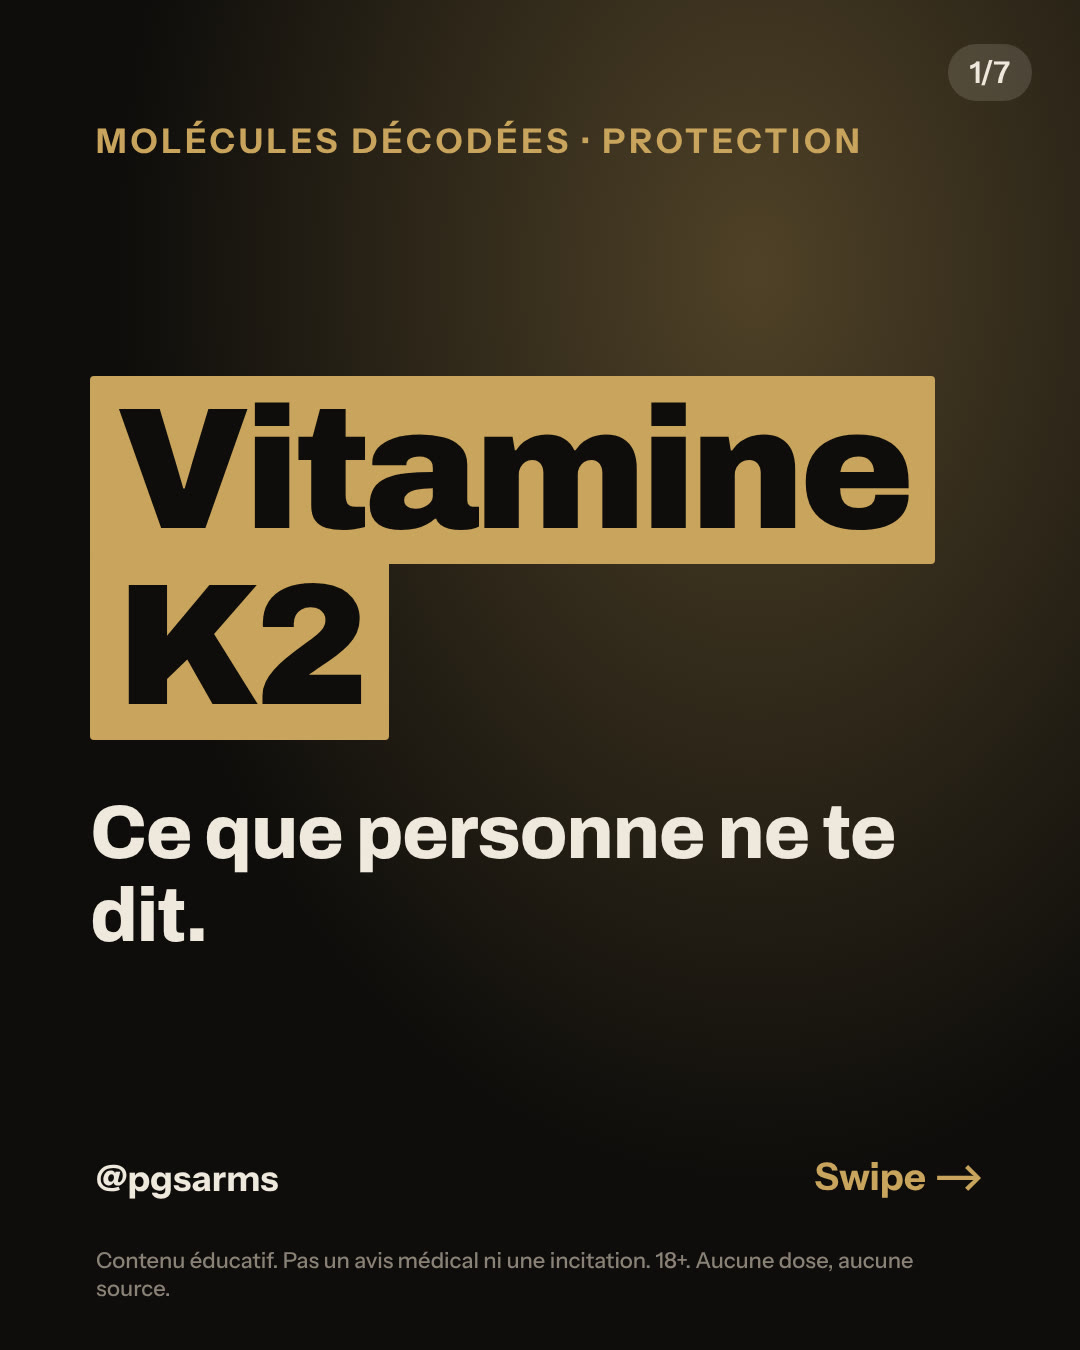 1/7
MOLÉCULES DÉCODÉES · PROTECTION
Vitamine
K2
Ce que personne ne te
dit.
@pgsarms
Swipe →
Contenu éducatif. Pas un avis médical ni une incitation. 18+. Aucune dose, aucune
source.